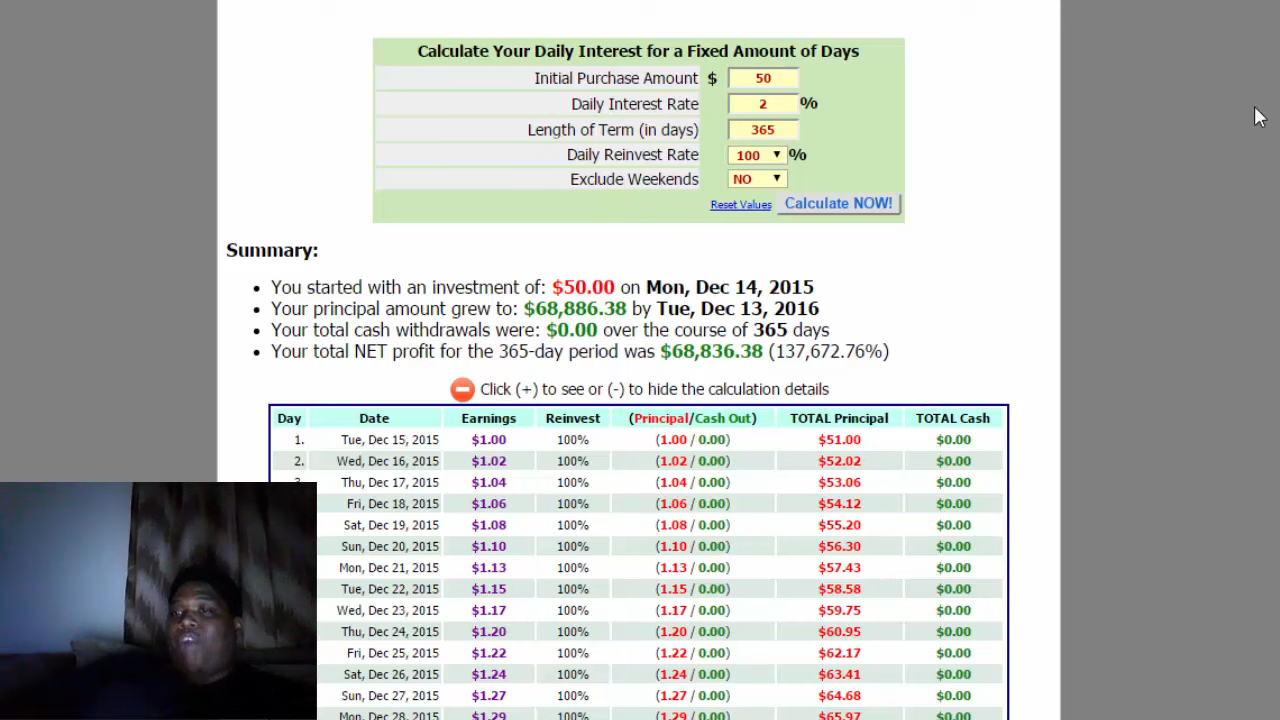 Calculate Your Daily Interest for a Fixed Amount of Days
Initial Purchase Amount $ 50
Daily Interest Rate 2 %
Length of Term (in days) 365
Daily Reinvest Rate 100 %
Exclude Weekends NO
Reset Values Calculate NOW!
Summary:
• You started with an investment of: $50.00 on Mon, Dec 14, 2015
• Your principal amount grew to: $68,886.38 by Tue, Dec 13, 2016
• Your total cash withdrawals were: $0.00 over the course of 365 days
• Your total NET profit for the 365-day period was $68,836.38 (137,672.76%)
Click (+) to see or (-) to hide the calculation details
Day Date Earnings Reinvest (Principal/Cash Out) TOTAL Principal TOTAL Cash
1. Tue, Dec 15, 2015 $1.00 100% (1.00 / 0.00) $51.00 $0.00
2. Wed, Dec 16, 2015 $1.02 100% (1.02 / 0.00) $52.02 $0.00
Thu, Dec 17, 2015 $1.04 100% (1.04 / 0.00) $53.06 $0.00
Fri, Dec 18, 2015 $1.06 100% (1.06 / 0.00) $54.12 $0.00
Sat, Dec 19, 2015 $1.08 100% (1.08 / 0.00) $55.20 $0.00
Sun, Dec 20, 2015 $1.10 100% (1.10 / 0.00) $56.30 $0.00
Mon, Dec 21, 2015 $1.13 100% (1.13 / 0.00) $57.43 $0.00
Tue, Dec 22, 2015 $1.15 100% (1.15 / 0.00) $58.58 $0.00
Wed, Dec 23, 2015 $1.17 100% (1.17 / 0.00) $59.75 $0.00
Thu, Dec 24, 2015 $1.20 100% (1.20 / 0.00) $60.95 $0.00
Fri, Dec 25, 2015 $1.22 100% (1.22 / 0.00) $62.17 $0.00
Sat, Dec 26, 2015 $1.24 100% (1.24 / 0.00) $63.41 $0.00
Sun, Dec 27, 2015 $1.27 100% (1.27 / 0.00) $64.68 $0.00
Mon, Dec 28, 2015 $1.29 100% (1.29 / 0.00) $65.97 $0.00